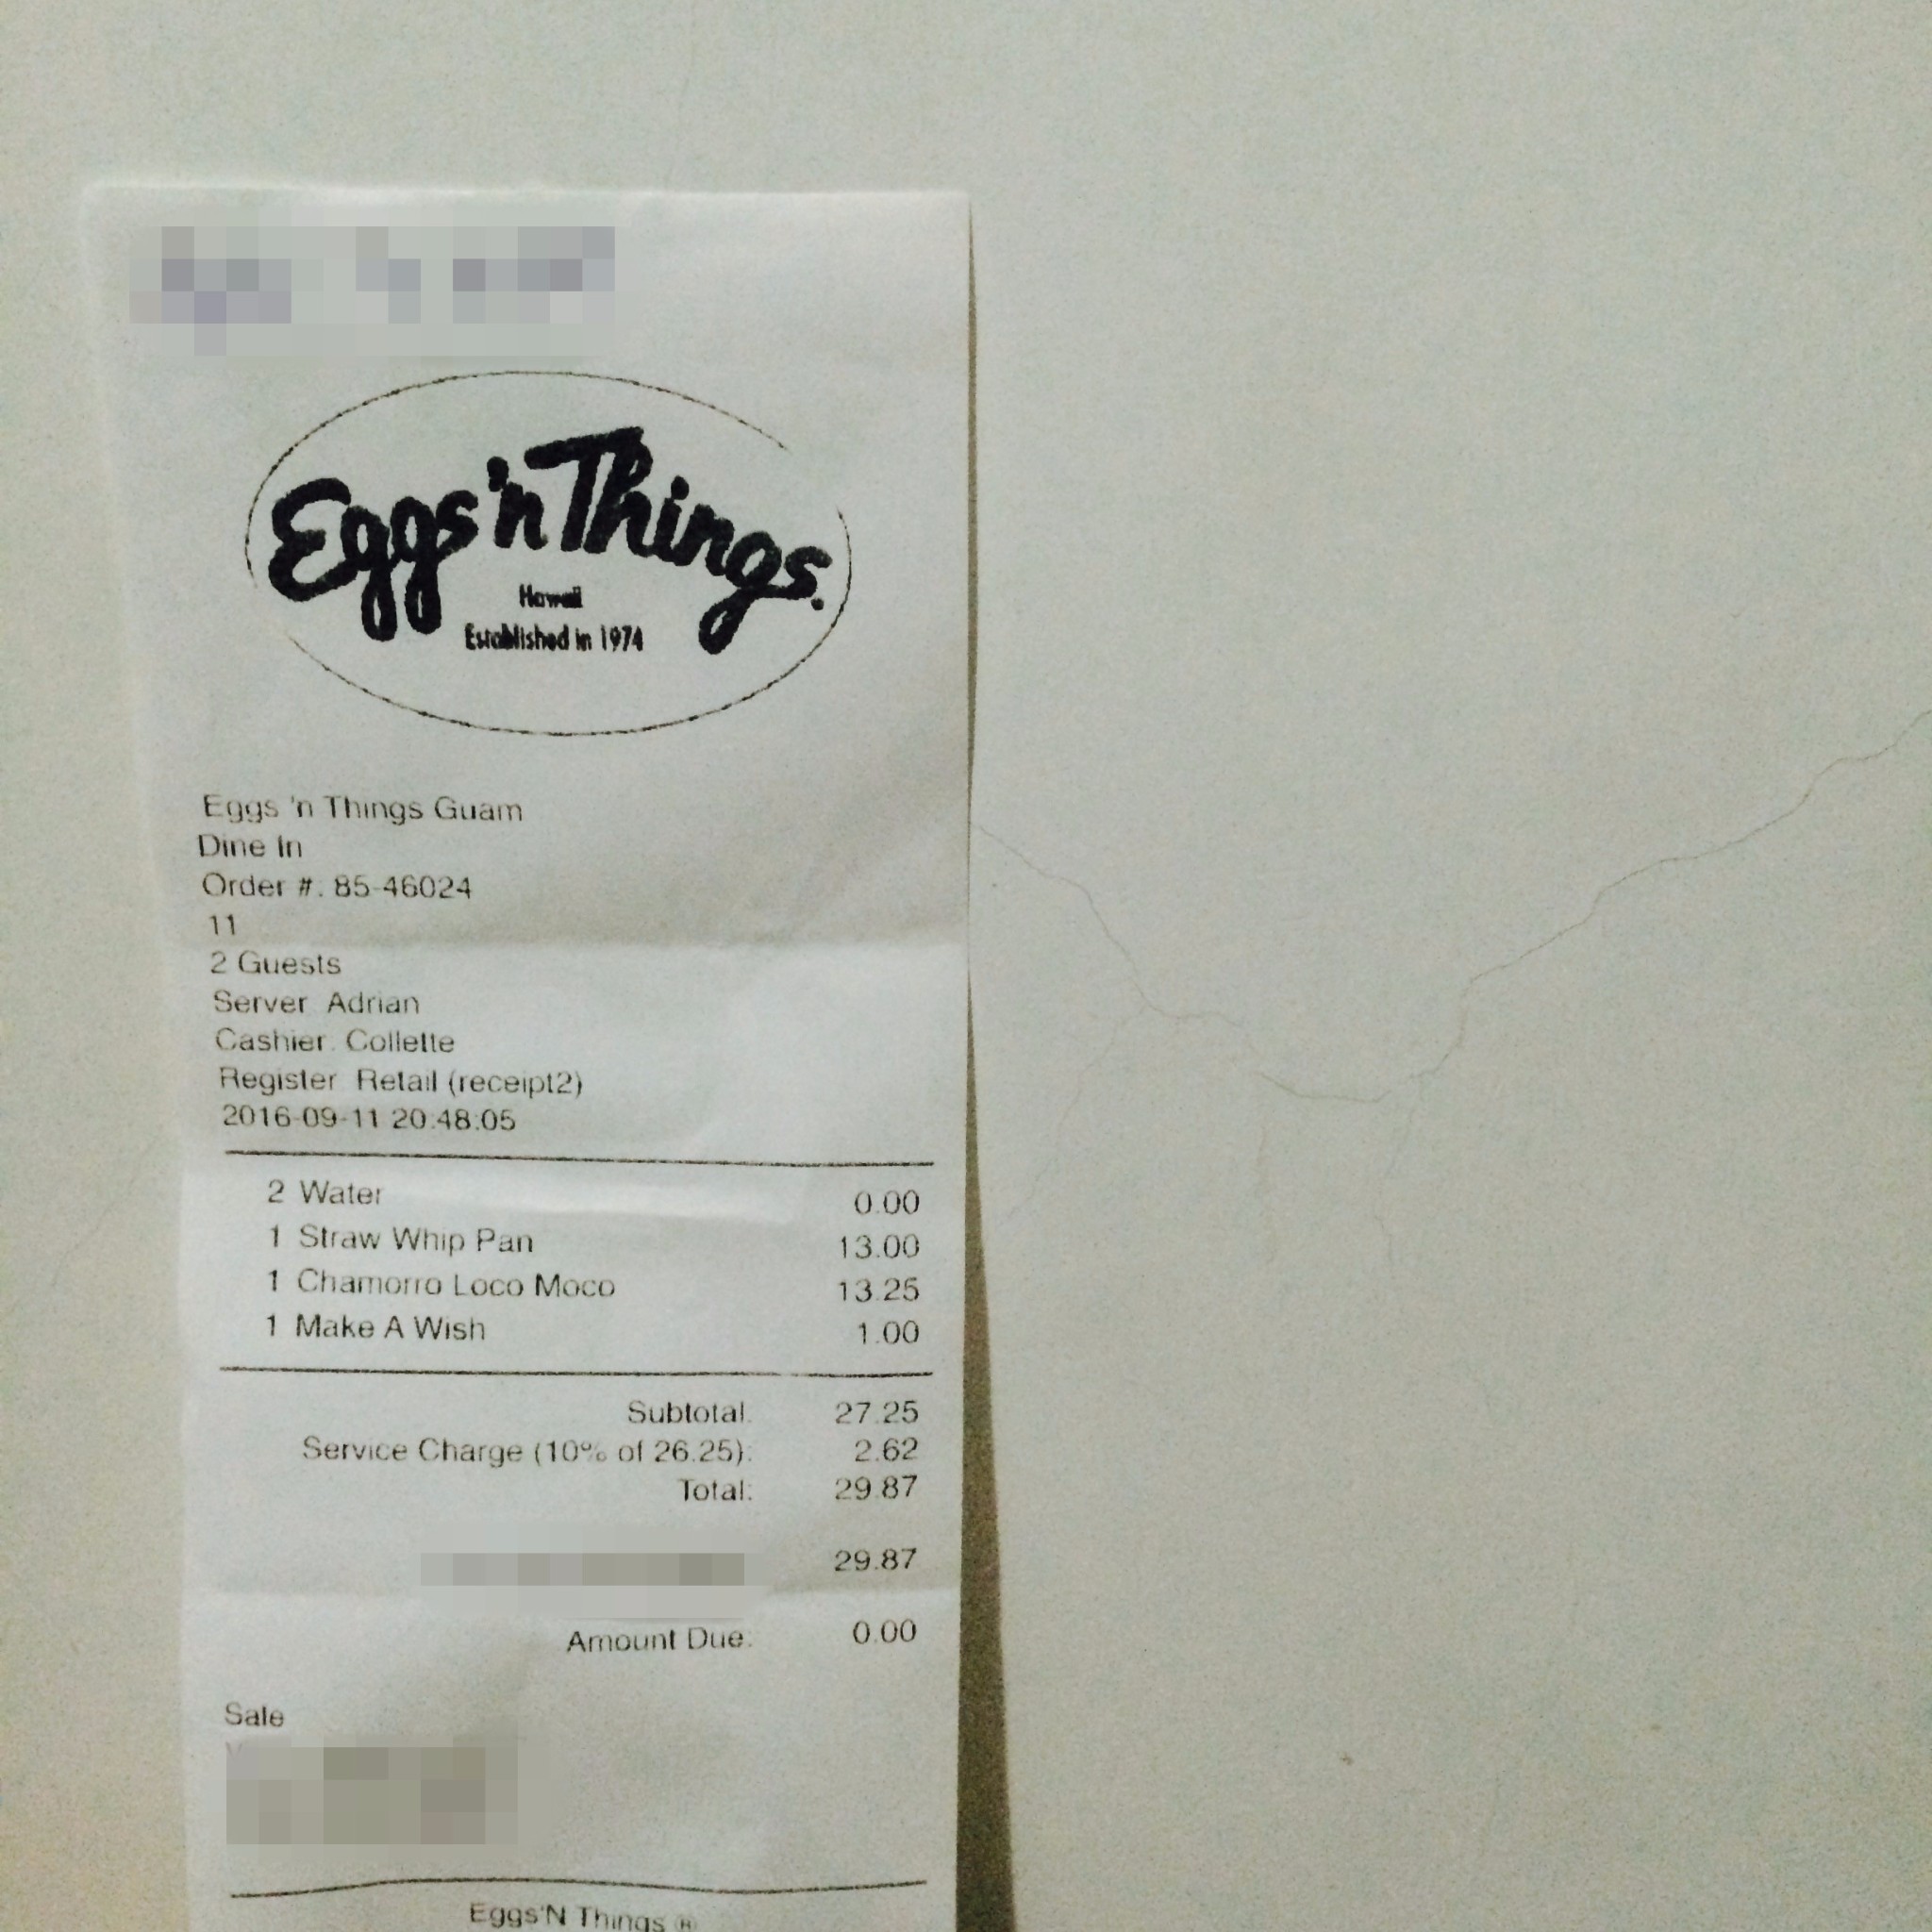 Eggs 'n Things.
Hawaii
Established in 1974
Eggs 'n Things Guam
Dine In
Order #: 85-46024
11
2 Guests
Server: Adrian
Cashier: Collette
Register: Retail (receipt2)
2016-09-11 20:48:05
2 Water 0.00
1 Straw Whip Pan 13.00
1 Chamorro Loco Moco 13.25
1 Make A Wish 1.00
Subtotal: 27.25
Service Charge (10% of 26.25): 2.62
Total: 29.87
29.87
Amount Due: 0.00
Sale
Eggs'N Things ®